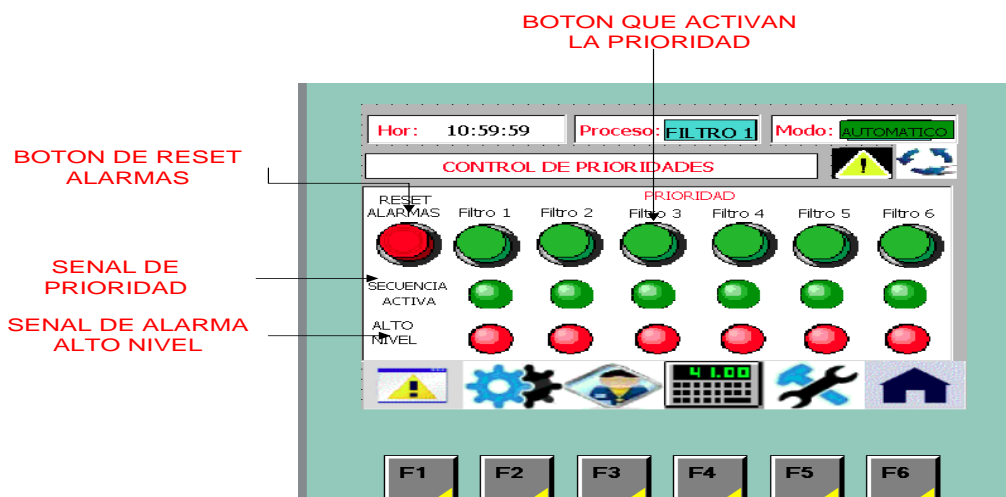 BOTON QUE ACTIVAN
LA PRIORIDAD
Hor: 10:59:59 Proceso: FILTRO 1 Modo: AUTOMATICO
BOTON DE RESET
ALARMAS
CONTROL DE PRIORIDADES
RESET
ALARMAS
PRIORIDAD
Filtro 1 Filtro 2 Filtro 3 Filtro 4 Filtro 5 Filtro 6
SENAL DE
PRIORIDAD
SECUENCIA
ACTIVA
SENAL DE ALARMA
ALTO NIVEL
ALTO
NIVEL
41.00
F1 F2 F3 F4 F5 F6